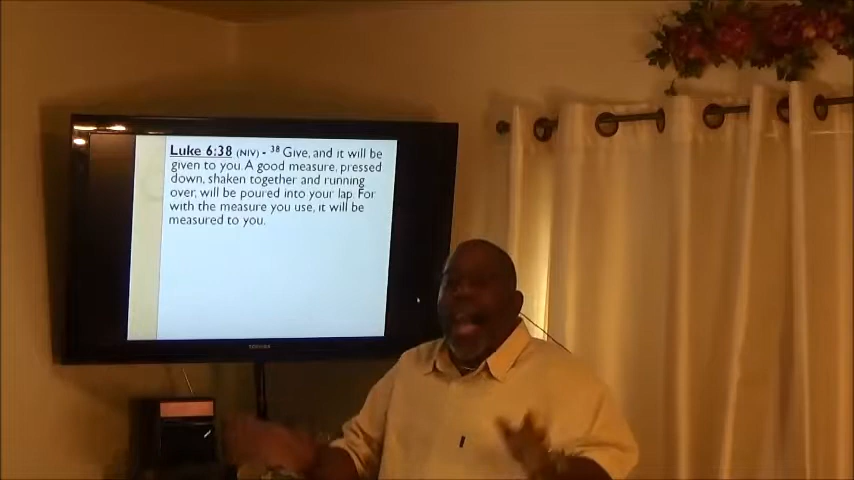 Luke 6:38 (NIV) - 38 Give, and it will be
given to you. A good measure, pressed
down, shaken together and running
over, will be poured into your lap. For
with the measure you use, it will be
measured to you.
TOSHIBA